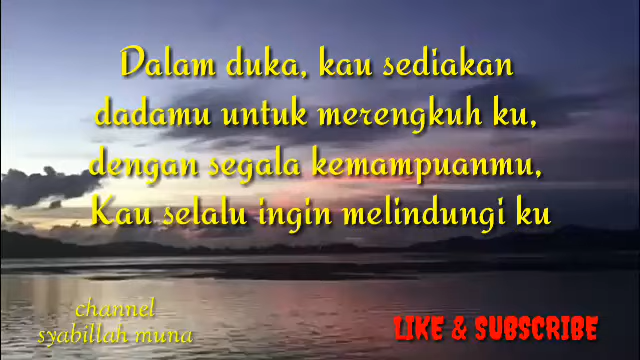 Dalam duka, kau sediakan
dadamu untuk merengkuh ku,
dengan segala kemampuanmu,
Kau selalu ingin melindungi ku
channel
syabillah muna
LIKE & SUBSCRIBE